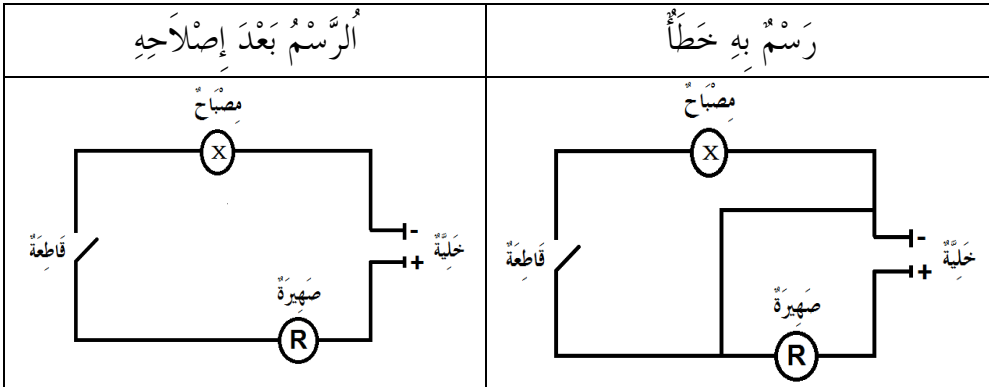 رَسْمٌ بِهِ خَطَأٌ
اُلرَّسْمُ بَعْدَ إِصْلَاحِهِ
مِصْبَاحٌ
X
قَاطِعَةٌ
-
+
خَلِيَّةٌ
صَهِيرَةٌ
R
مِصْبَاحٌ
X
قَاطِعَةٌ
-
+
خَلِيَّةٌ
صَهِيرَةٌ
R